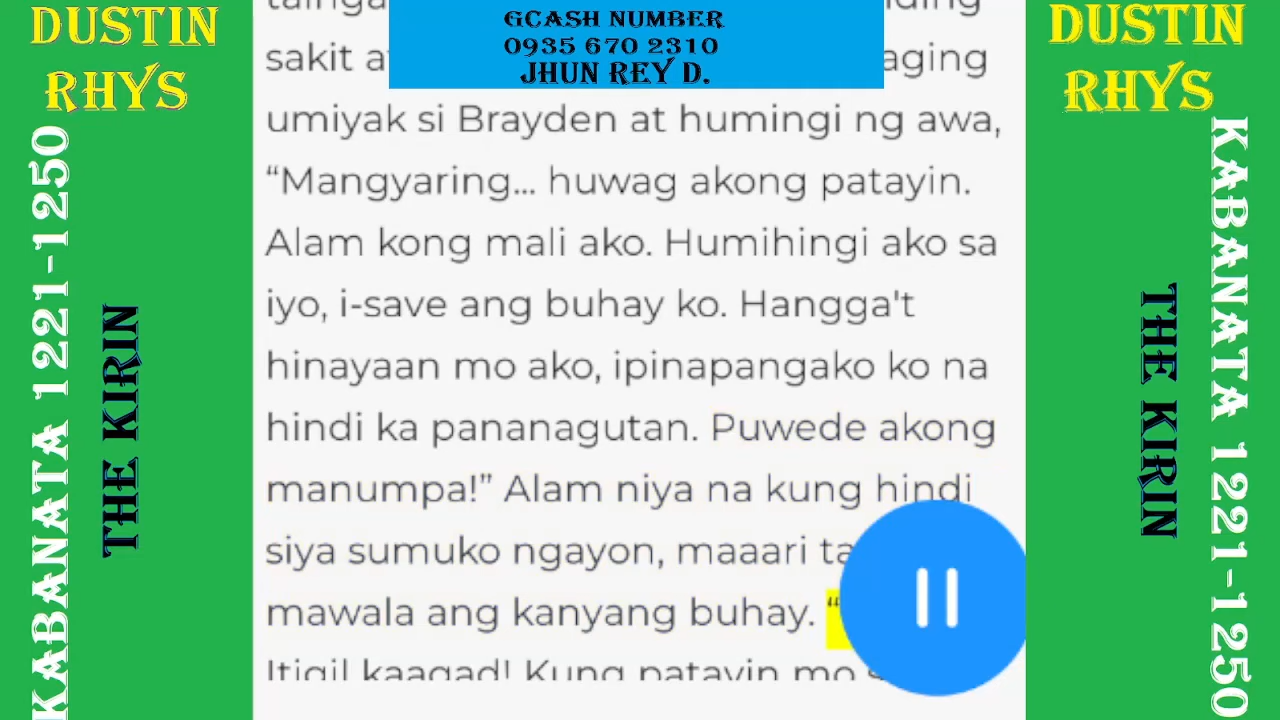 DUSTIN
RHYS
KABANATA 1221-1250
THE KIRIN
GCASH NUMBER
0935 670 2310
JHUN REY D.
sakit
aging
umiyak si Brayden at humingi ng awa,
“Mangyaring... huwag akong patayin.
Alam kong mali ako. Humihingi ako sa
iyo, i-save ang buhay ko. Hangga't
hinayaan mo ako, ipinapangako ko na
hindi ka pananagutan. Puwede akong
manumpa!” Alam niya na kung hindi
siya sumuko ngayon, maaari
mawala ang kanyang buhay. “
Itigil kaagad! Kung patayin mo
DUSTIN
RHYS
KABANATA 1221-1250
THE KIRIN